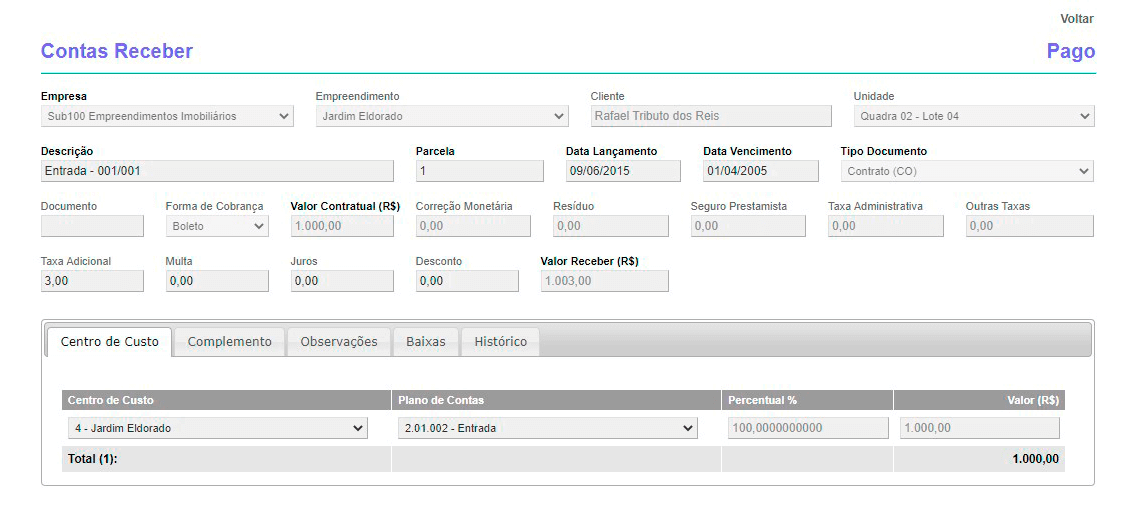 Voltar
Contas Receber Pago
Empresa Empreendimento Cliente Unidade
Sub100 Empreendimentos Imobiliários Jardim Eldorado Rafael Tributo dos Reis Quadra 02 - Lote 04
Descrição Parcela Data Lançamento Data Vencimento Tipo Documento
Entrada - 001/001 1 09/06/2015 01/04/2005 Contrato (CO)
Documento Forma de Cobrança Valor Contratual (R$) Correção Monetária Resíduo Seguro Prestamista Taxa Administrativa Outras Taxas
Boleto 1.000,00 0,00 0,00 0,00 0,00 0,00
Taxa Adicional Multa Juros Desconto Valor Receber (R$)
3,00 0,00 0,00 0,00 1.003,00
Centro de Custo Complemento Observações Baixas Histórico
Centro de Custo Plano de Contas Percentual % Valor (R$)
4 - Jardim Eldorado 2.01.002 - Entrada 100,0000000000 1.000,00
Total (1): 1.000,00